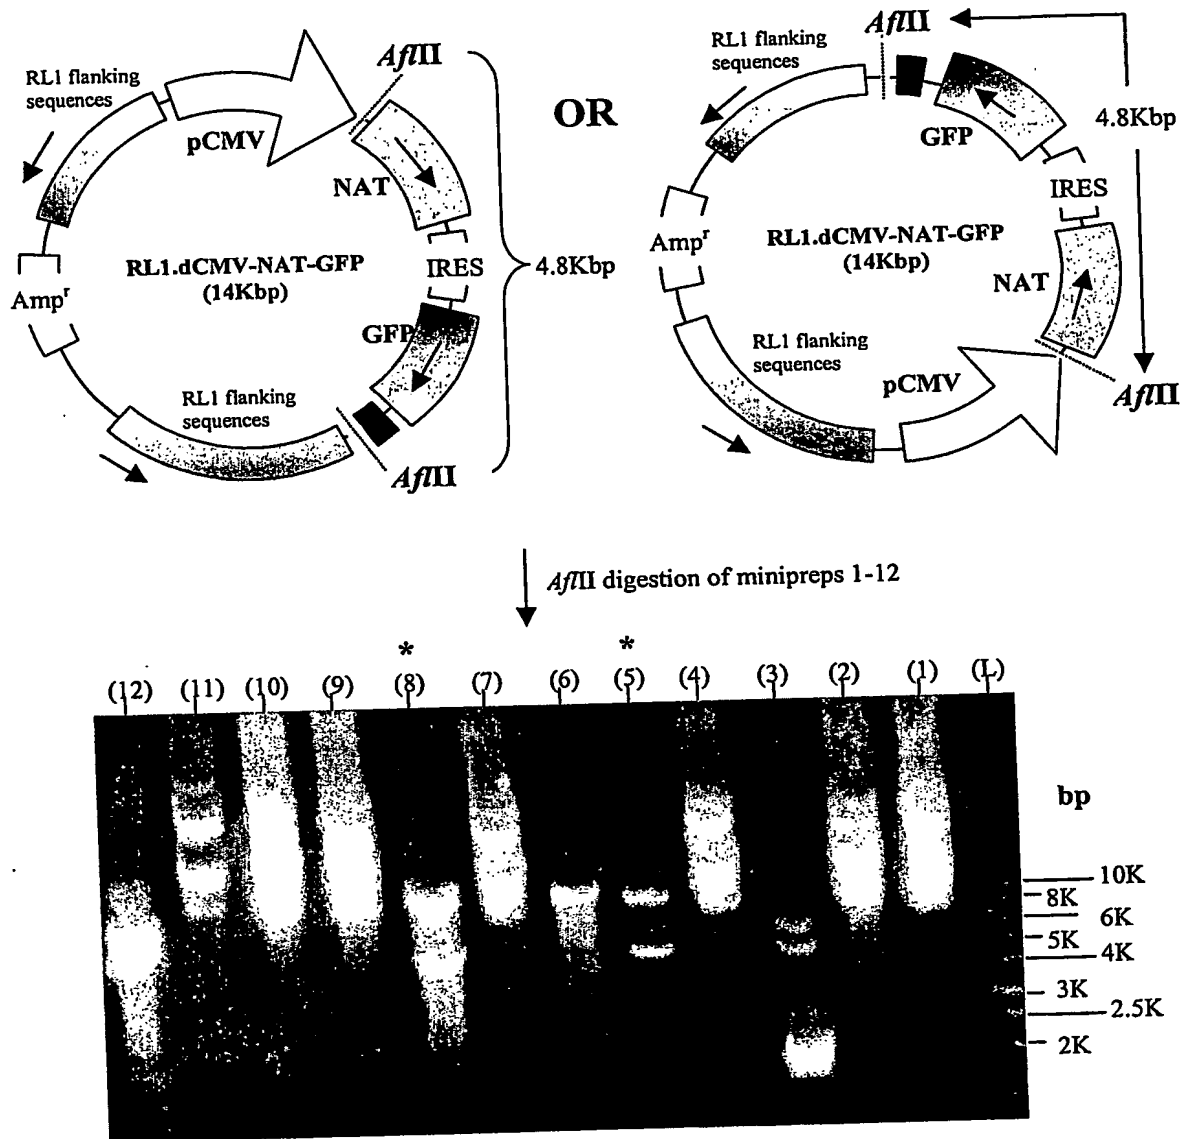 RL1 flanking
sequences
pCMV
AflII
NAT
RL1.dCMV-NAT-GFP
(14Kbp)
IRES
Ampʳ
GFP
RL1 flanking
sequences
AflII
4.8Kbp
OR
RL1 flanking
sequences
AflII
GFP
4.8Kbp
IRES
Ampʳ
RL1.dCMV-NAT-GFP
(14Kbp)
NAT
RL1 flanking
sequences
pCMV
AflII
AflII digestion of minipreps 1-12
* *
(12) (11) (10) (9) (8) (7) (6) (5) (4) (3) (2) (1) (L)
bp
10K
8K
6K
5K
4K
3K
2.5K
2K